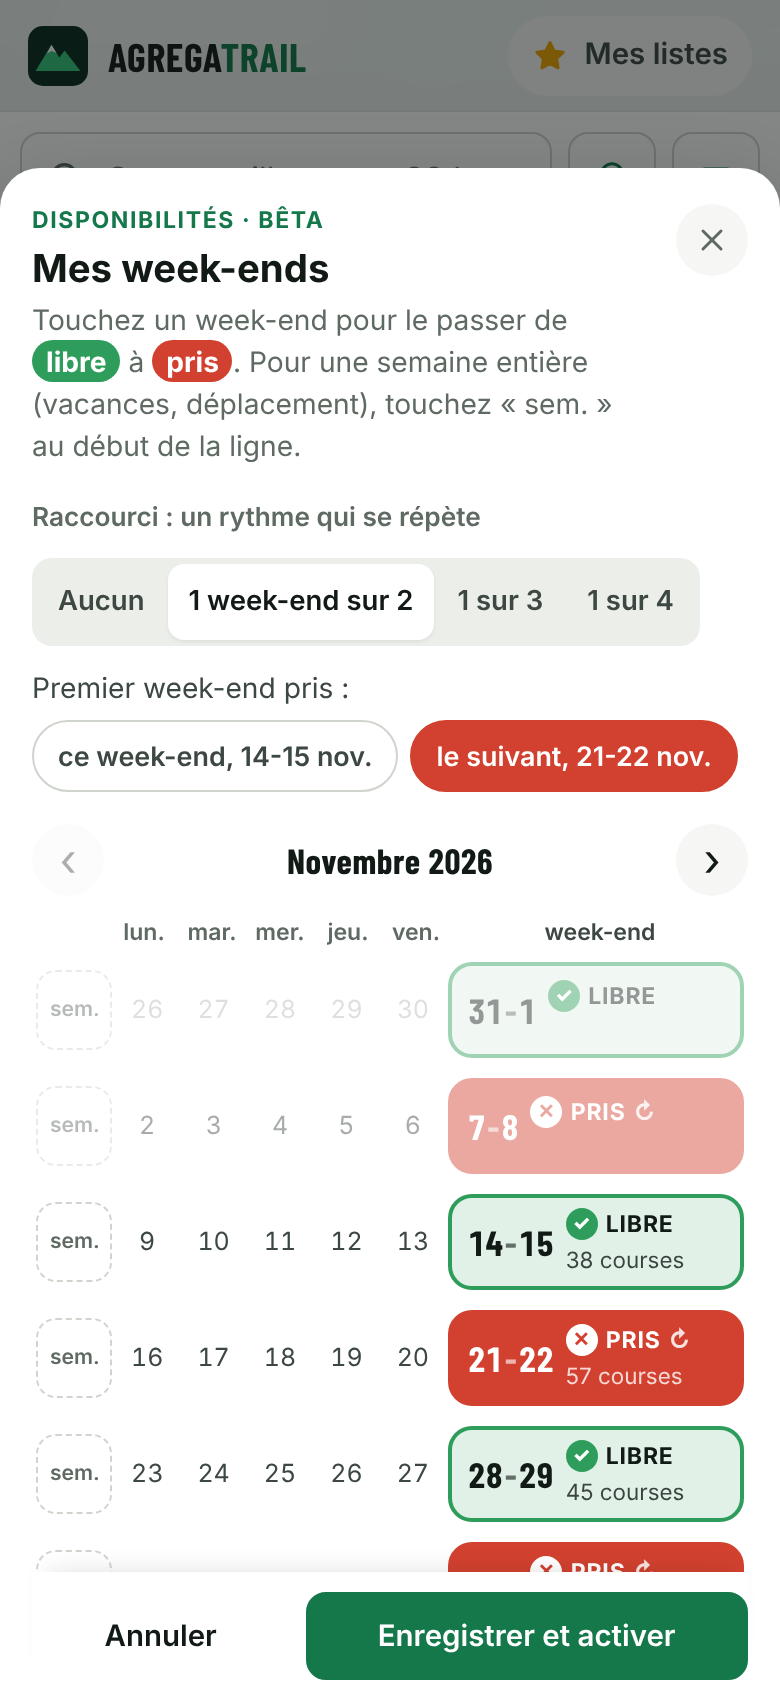 AGREGATRAIL
Mes listes
DISPONIBILITÉS · BÊTA
Mes week-ends
Touchez un week-end pour le passer de
libre à pris. Pour une semaine entière
(vacances, déplacement), touchez « sem. »
au début de la ligne.
Raccourci : un rythme qui se répète
Aucun 1 week-end sur 2 1 sur 3 1 sur 4
Premier week-end pris :
ce week-end, 14-15 nov. le suivant, 21-22 nov.
‹ Novembre 2026 ›
lun. mar. mer. jeu. ven. week-end
sem. 26 27 28 29 30 31-1 LIBRE
sem. 2 3 4 5 6 7-8 PRIS
sem. 9 10 11 12 13 14-15 LIBRE
38 courses
sem. 16 17 18 19 20 21-22 PRIS
57 courses
sem. 23 24 25 26 27 28-29 LIBRE
45 courses
PRIS
Annuler Enregistrer et activer